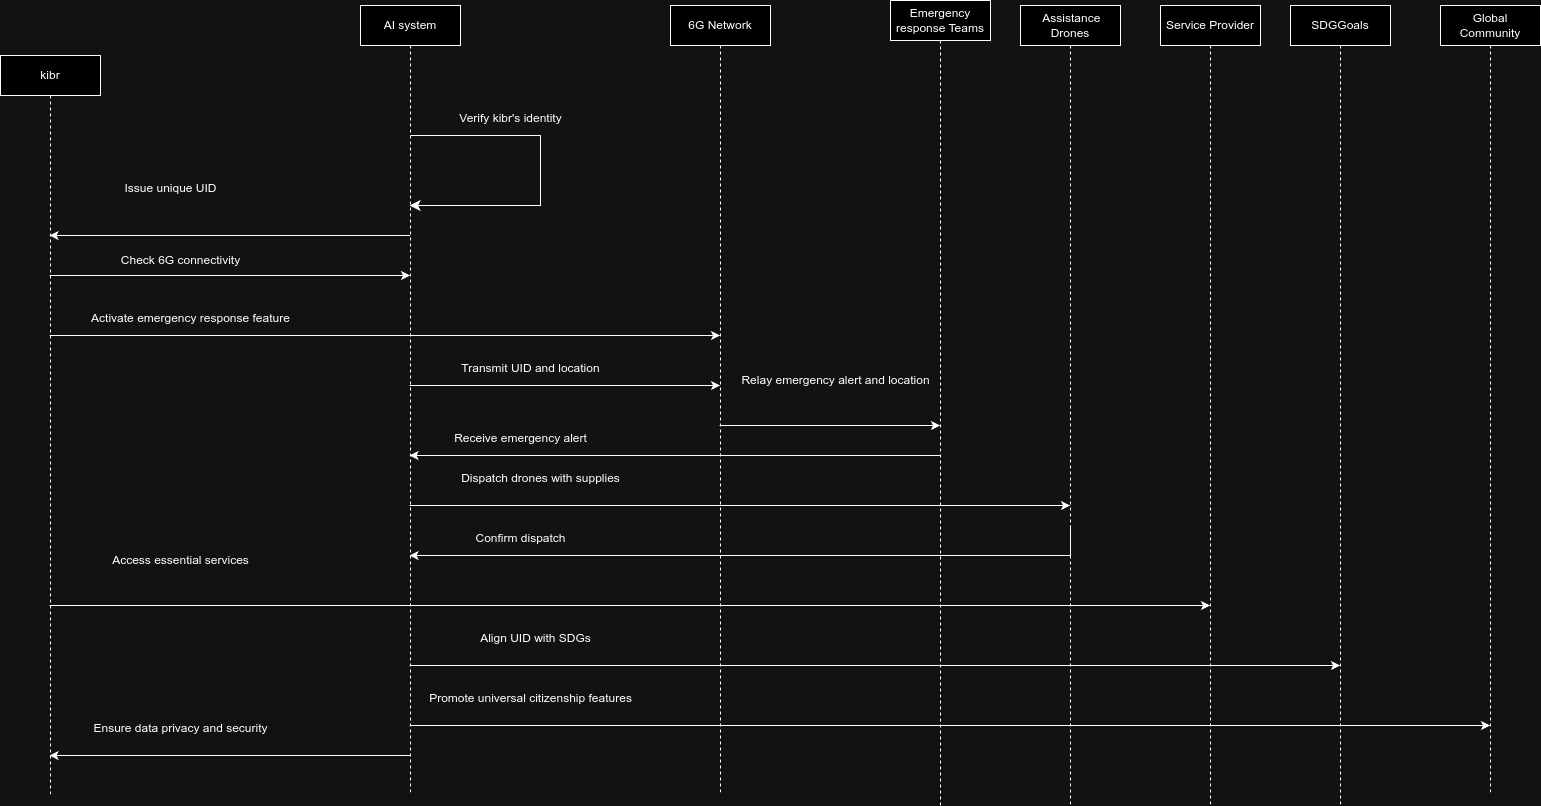 AI system
6G Network
Emergency
response Teams
Assistance
Drones
Service Provider
SDGGoals
Global
Community
kibr
Verify kibr's identity
Issue unique UID
Check 6G connectivity
Activate emergency response feature
Transmit UID and location
Relay emergency alert and location
Receive emergency alert
Dispatch drones with supplies
Confirm dispatch
Access essential services
Align UID with SDGs
Promote universal citizenship features
Ensure data privacy and security